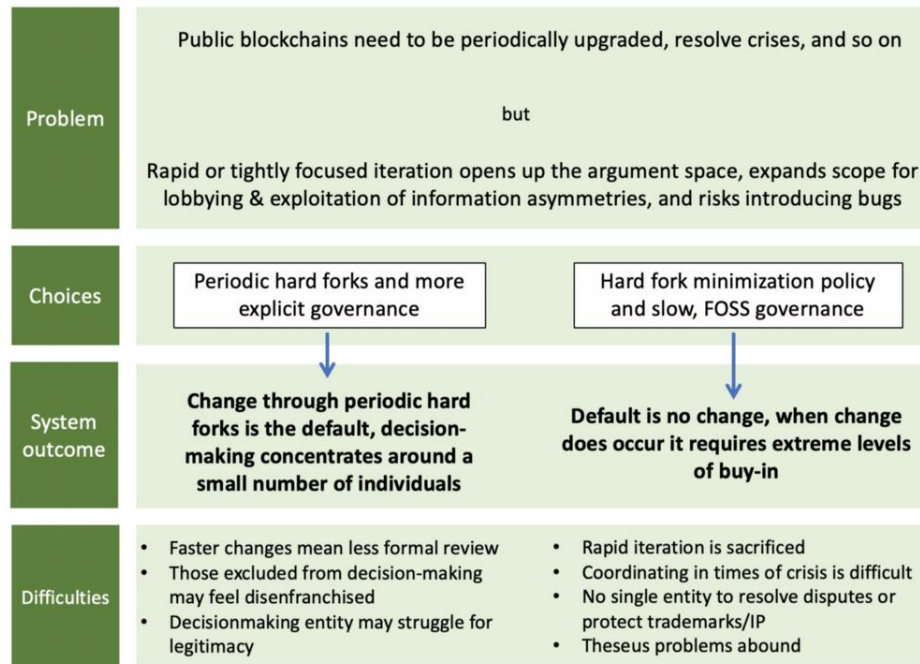 Problem
Public blockchains need to be periodically upgraded, resolve crises, and so on
but
Rapid or tightly focused iteration opens up the argument space, expands scope for
lobbying & exploitation of information asymmetries, and risks introducing bugs
Choices
Periodic hard forks and more
explicit governance
Hard fork minimization policy
and slow, FOSS governance
System
outcome
Change through periodic hard
forks is the default, decision-
making concentrates around a
small number of individuals
Default is no change, when change
does occur it requires extreme levels
of buy-in
Difficulties
• Faster changes mean less formal review
• Those excluded from decision-making
may feel disenfranchised
• Decisionmaking entity may struggle for
legitimacy
• Rapid iteration is sacrificed
• Coordinating in times of crisis is difficult
• No single entity to resolve disputes or
protect trademarks/IP
• Theseus problems abound